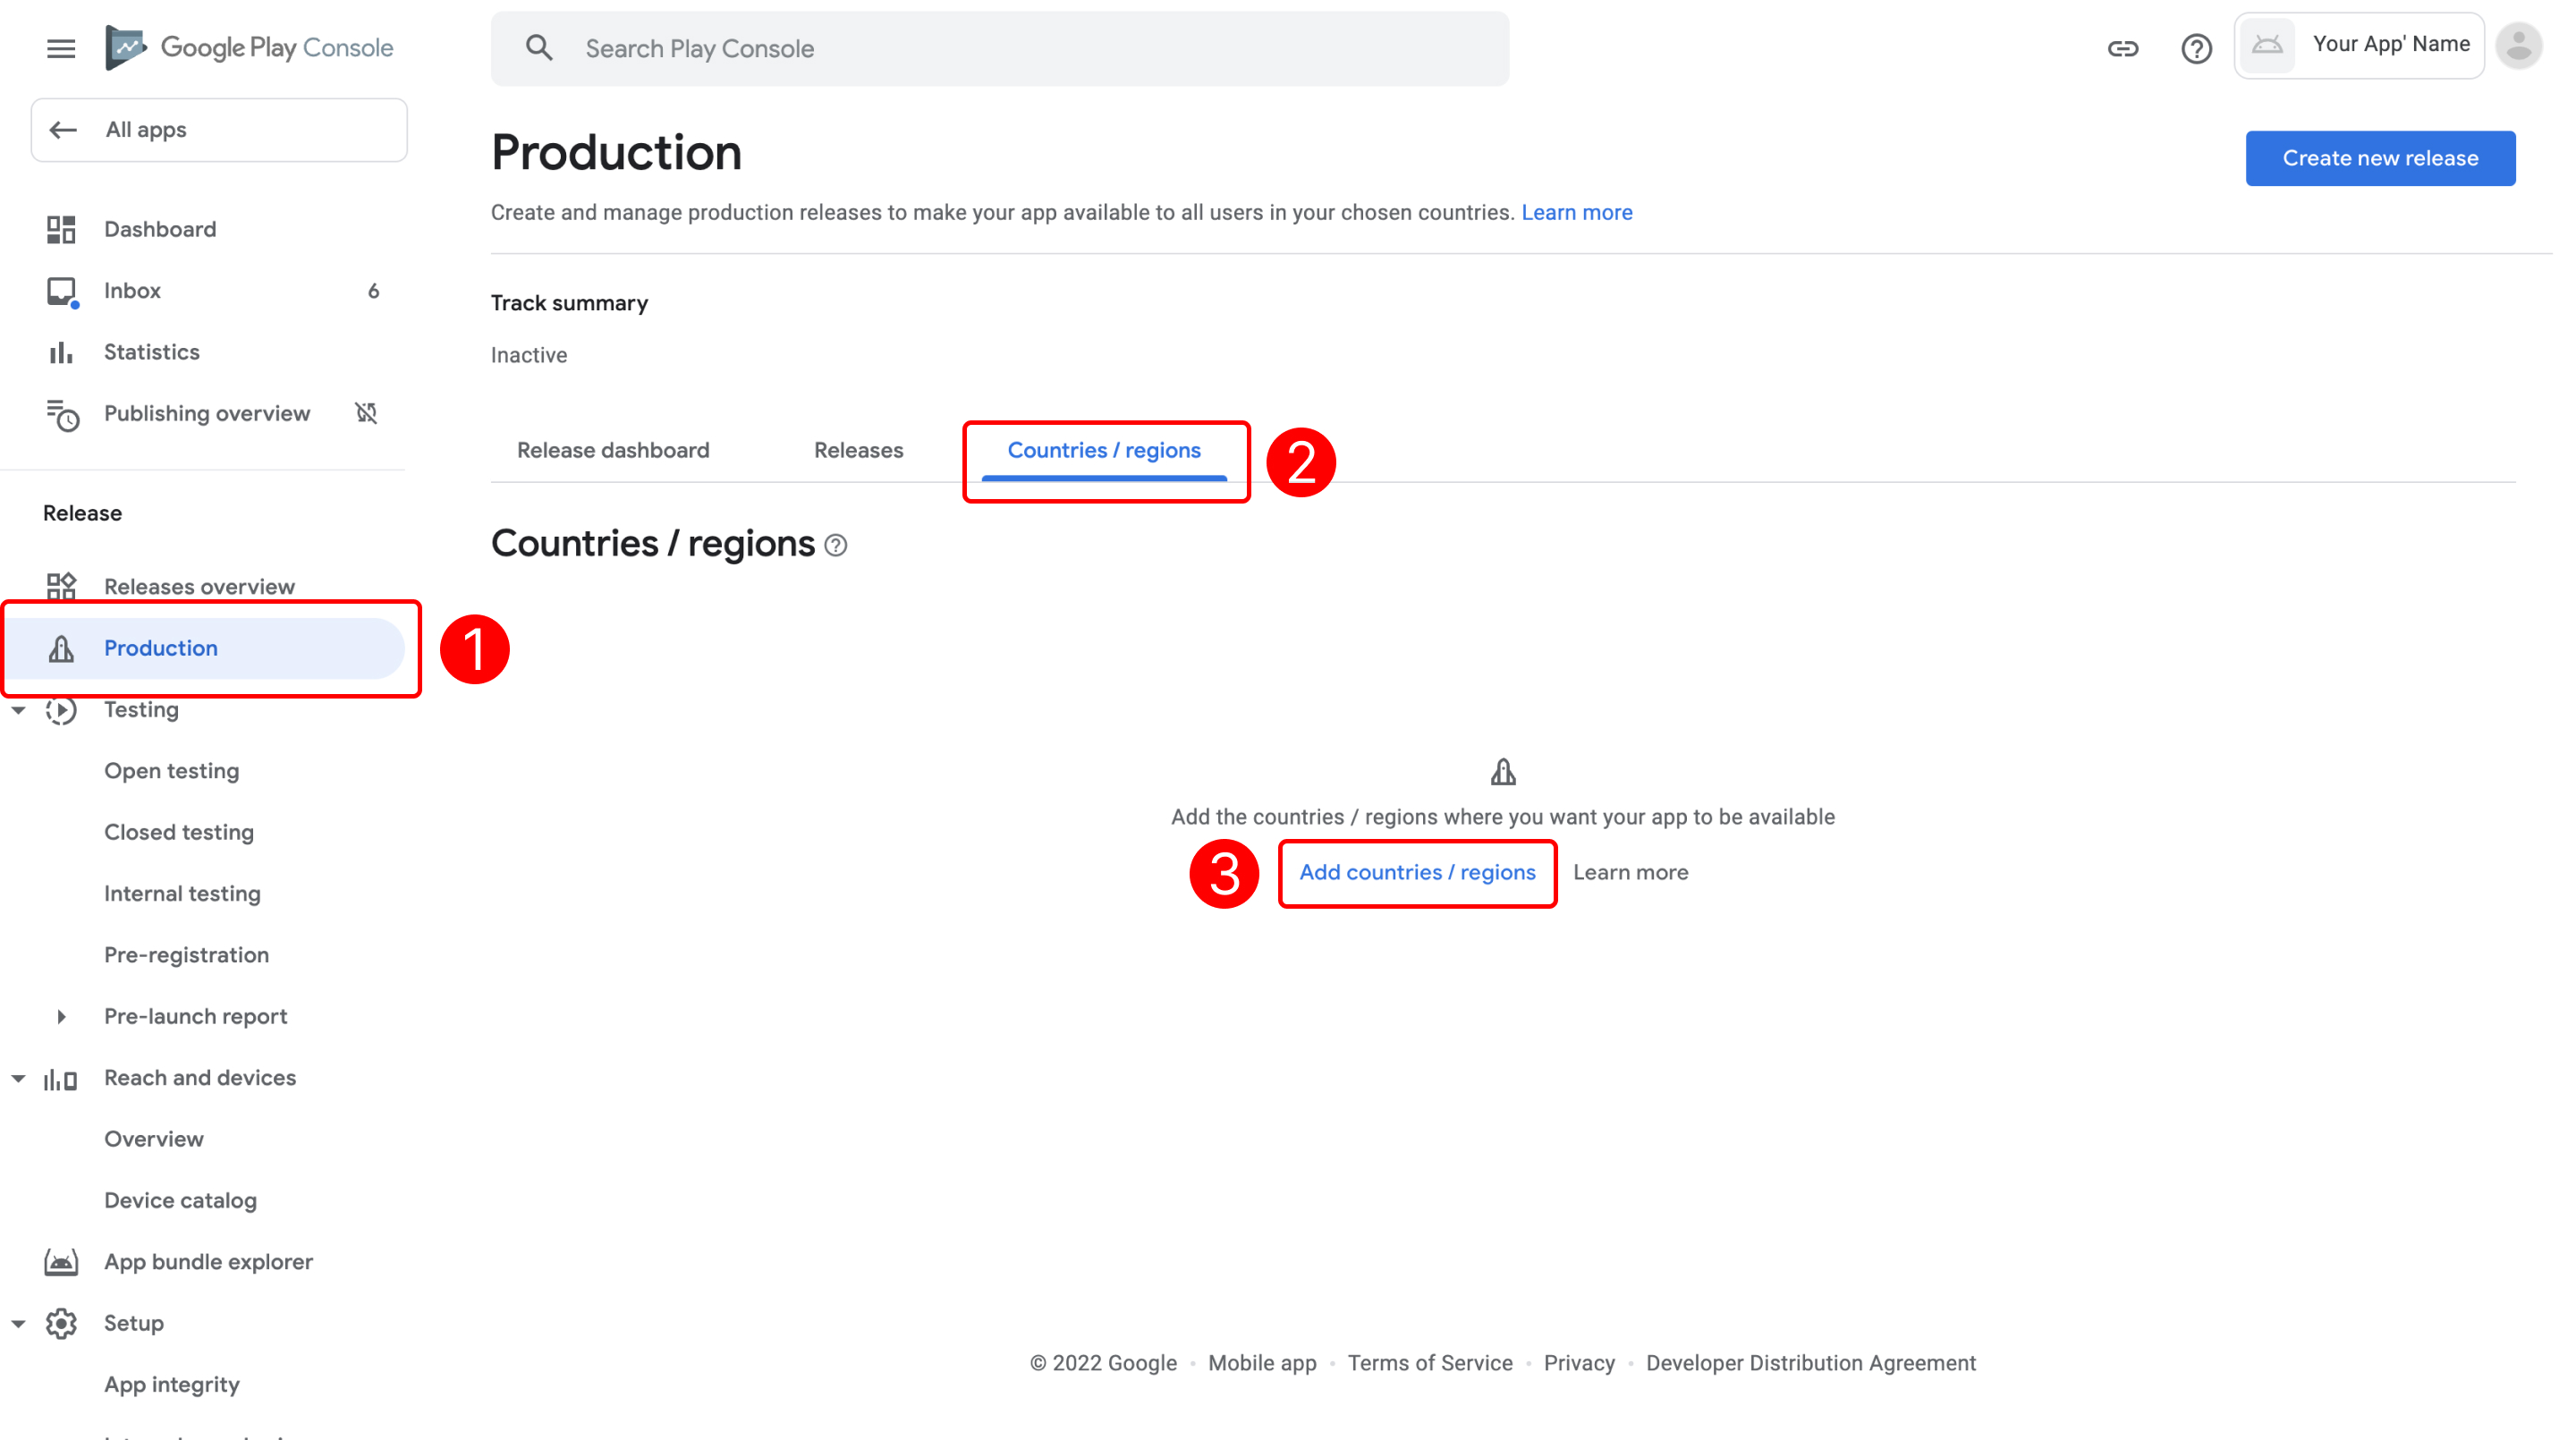 Google Play Console
Search Play Console
Your App' Name
All apps
Production
Create new release
Create and manage production releases to make your app available to all users in your chosen countries. Learn more
Dashboard
Inbox 6
Statistics
Publishing overview
Track summary
Inactive
Release dashboard Releases Countries / regions 2
Release
Countries / regions
Releases overview
Production 1
Testing
Open testing
Closed testing
Internal testing
Pre-registration
Pre-launch report
Add the countries / regions where you want your app to be available
3 Add countries / regions Learn more
Reach and devices
Overview
Device catalog
App bundle explorer
Setup
App integrity
© 2022 Google · Mobile app · Terms of Service · Privacy · Developer Distribution Agreement